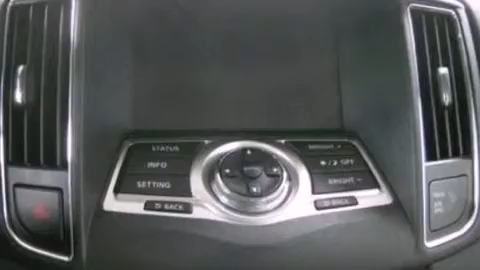 STATUS
BRIGHT +
INFO
OFF
SETTING
BRIGHT -
BACK
BACK